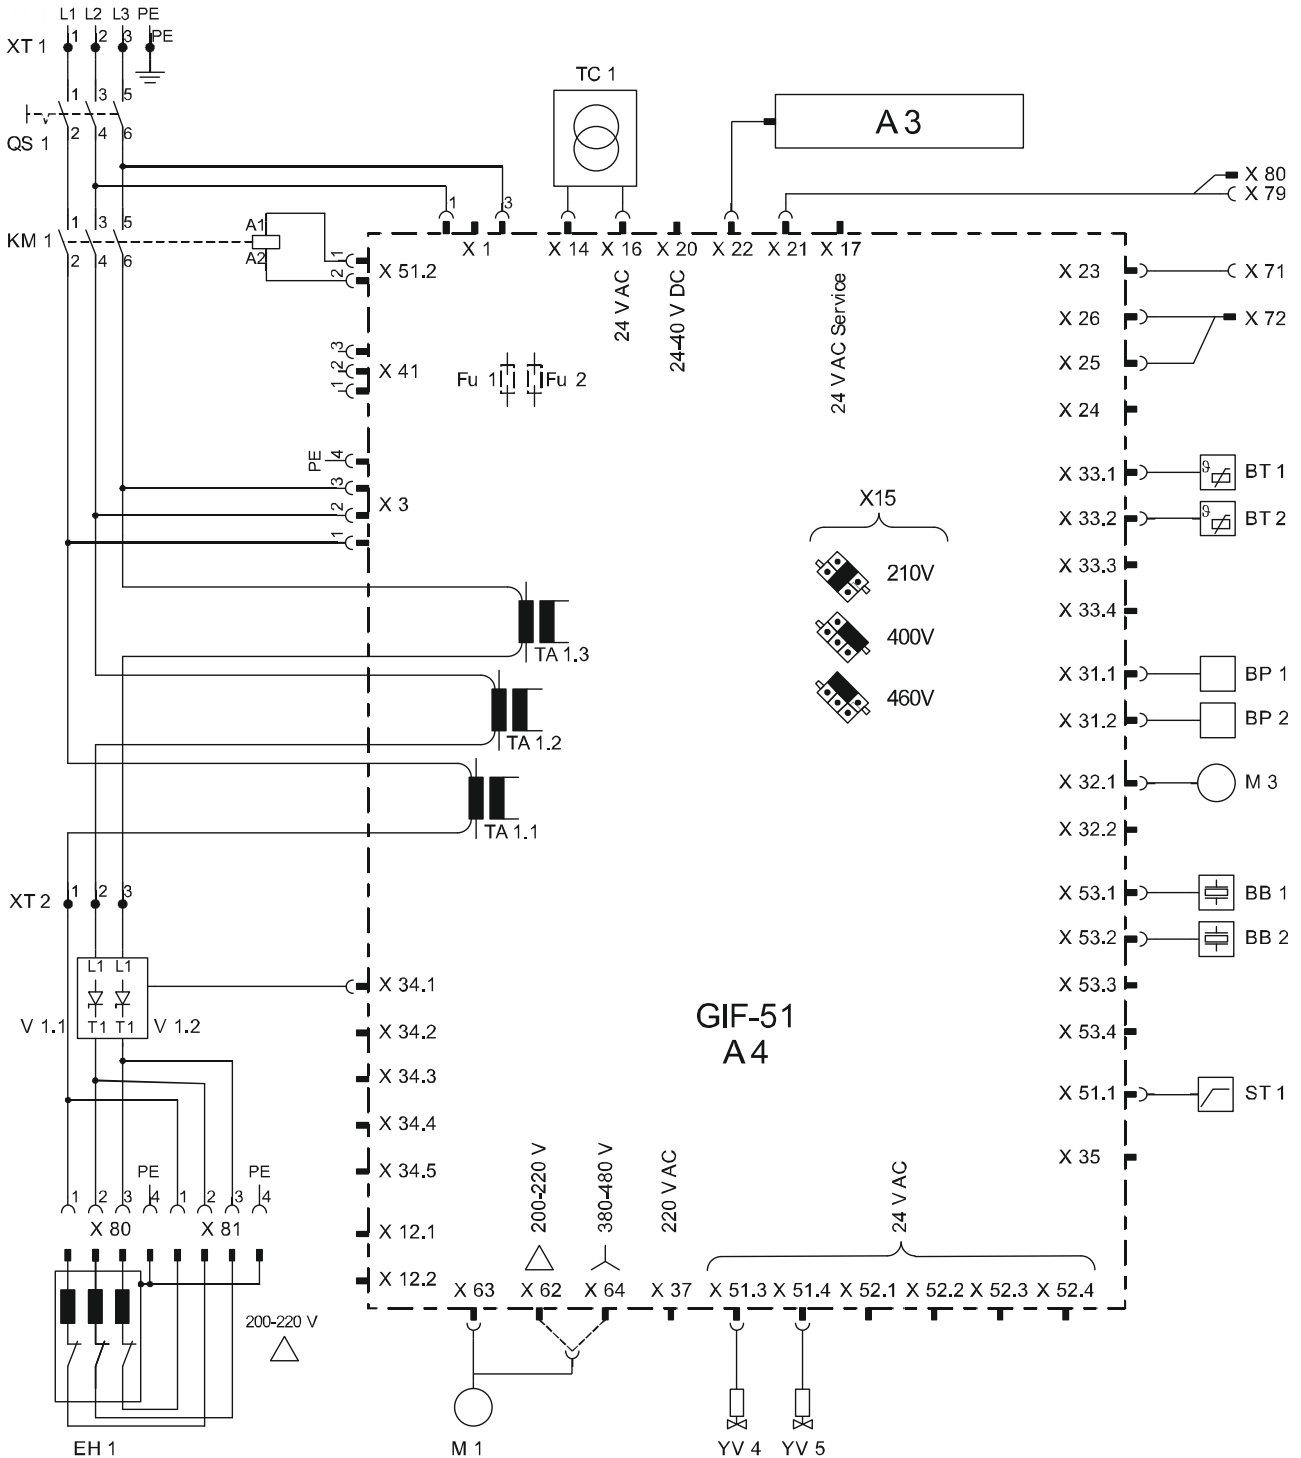 L1 L2 L3 PE
XT 1 1 2 3 PE
1 3 5
QS 1 2 4 6
TC 1
A 3
X 80
X 79
1 3
KM 1 1 3 5 A1
2 4 6 A2
1
2
X 51.2
X 1 X 14 X 16 X 20 X 22 X 21 X 17
24 V AC
24-40 V DC
24 V AC Service
X 23 X 71
X 26 X 72
X 25
X 24
3
2
1
X 41
Fu 1 Fu 2
PE 4
3
2
1
X 3
X 33.1 BT 1
X 33.2 BT 2
X 33.3
X 33.4
X15
210V
400V
460V
TA 1.3
TA 1.2
TA 1.1
X 31.1 BP 1
X 31.2 BP 2
X 32.1 M 3
X 32.2
XT 2 1 2 3
X 53.1 BB 1
X 53.2 BB 2
X 53.3
X 53.4
L1 L1
V 1.1 T1 T1 V 1.2
X 34.1
X 34.2
X 34.3
X 34.4
X 34.5
GIF-51
A 4
X 51.1 ST 1
X 35
PE PE
1 2 3 4 1 2 3 4
X 80 X 81
X 12.1
X 12.2
200-220 V
380-480 V
220 V AC
24 V AC
X 63 X 62 X 64 X 37 X 51.3 X 51.4 X 52.1 X 52.2 X 52.3 X 52.4
200-220 V
EH 1 M 1 YV 4 YV 5